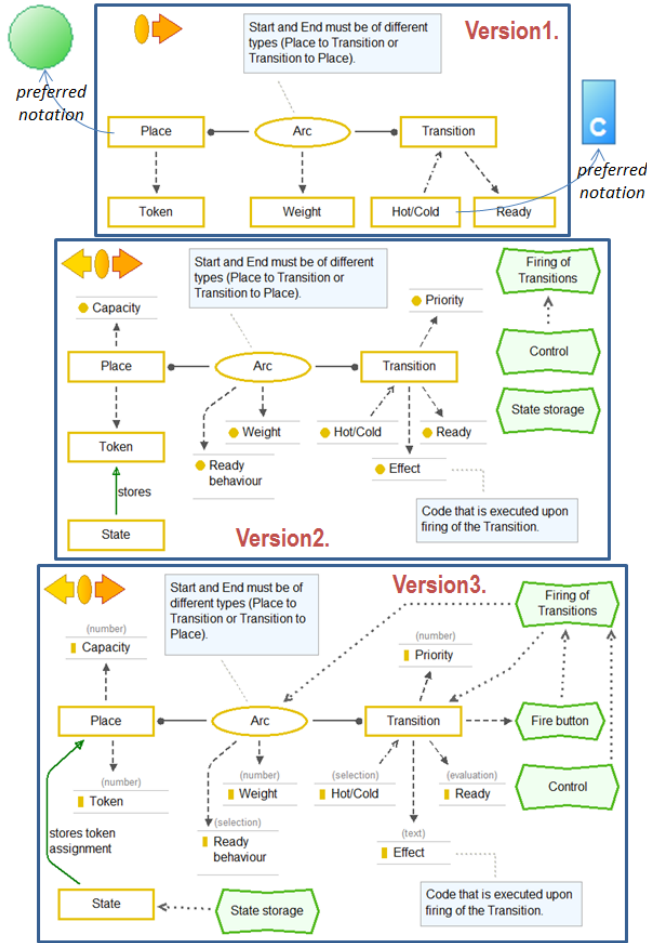 Version1.
Start and End must be of different
types (Place to Transition or
Transition to Place).
preferred
notation
C
preferred
notation
Place
Arc
Transition
Token
Weight
Hot/Cold
Ready
Version2.
Start and End must be of different
types (Place to Transition or
Transition to Place).
Firing of
Transitions
Capacity
Priority
Place
Arc
Transition
Control
State storage
Token
Weight
Hot/Cold
Ready
Ready
behaviour
Effect
stores
Code that is executed upon
firing of the Transition.
State
Version3.
Start and End must be of
different types (Place to
Transition or Transition to
Place).
Firing of
Transitions
(number)
Capacity
(number)
Priority
Place
Arc
Transition
Fire button
(number)
Token
(number)
Weight
(selection)
Hot/Cold
(evaluation)
Ready
Control
stores token
assignment
(selection)
Ready
behaviour
(text)
Effect
State
State storage
Code that is executed upon
firing of the Transition.